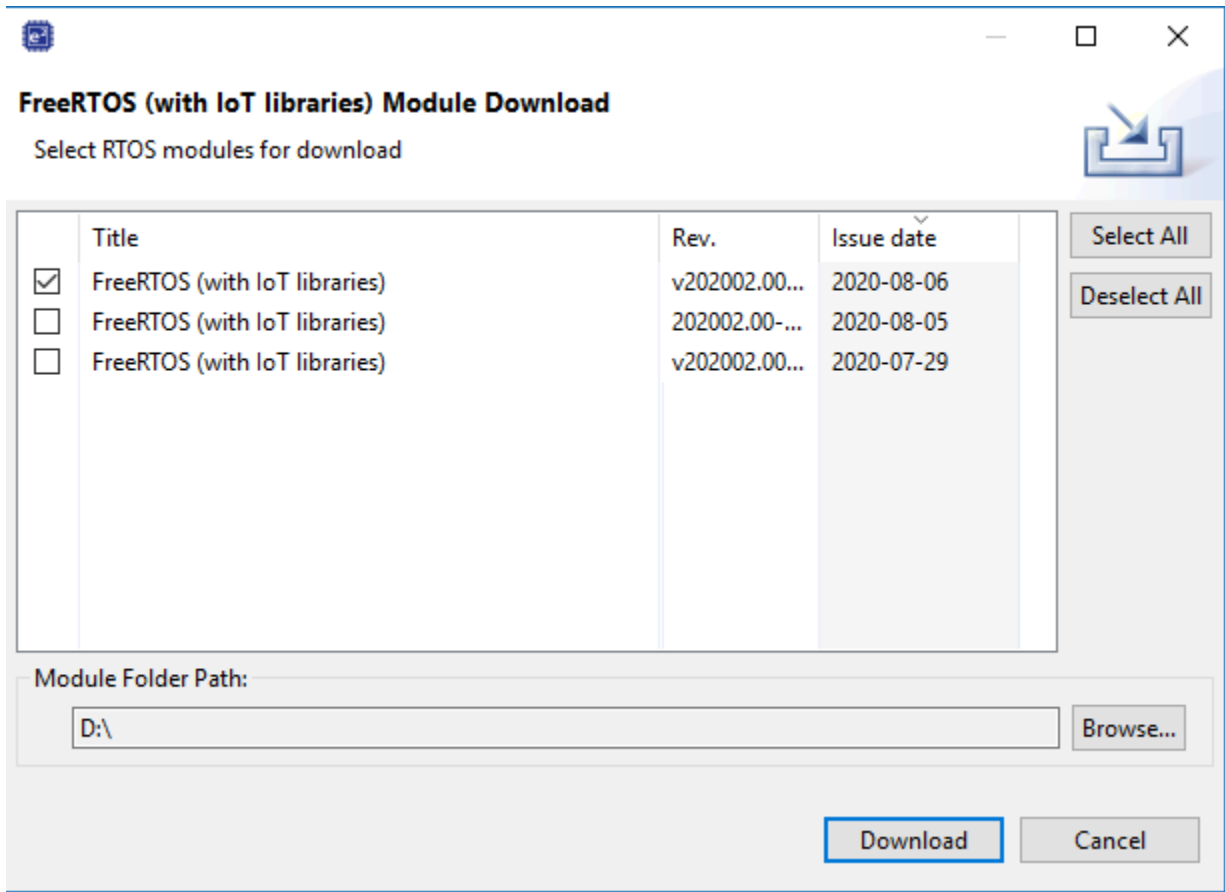 FreeRTOS (with IoT libraries) Module Download
Select RTOS modules for download
Title Rev. Issue date
FreeRTOS (with IoT libraries) v202002.00... 2020-08-06
FreeRTOS (with IoT libraries) 202002.00-... 2020-08-05
FreeRTOS (with IoT libraries) v202002.00... 2020-07-29
Select All
Deselect All
Module Folder Path:
D:\
Browse...
Download Cancel